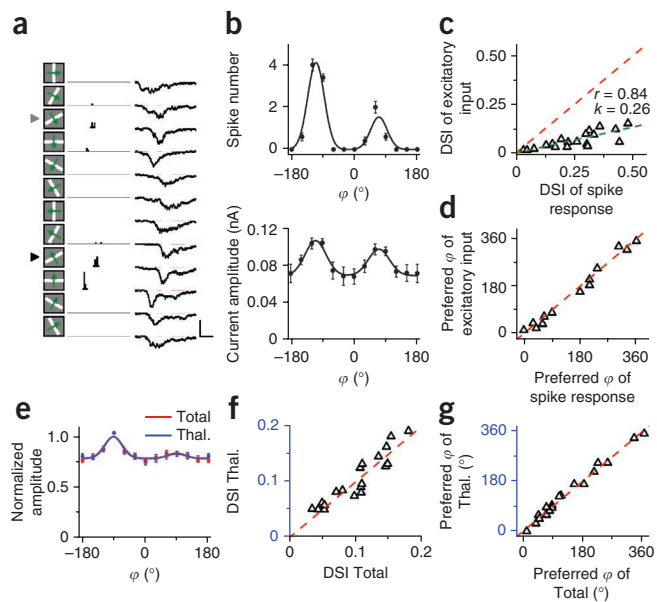 a
b
Spike number
4
2
0
−180
0
180
φ (°)
Current amplitude (nA)
0.12
0.08
0.04
0
−180
0
180
φ (°)
c
DSI of excitatory
input
0.50
0.25
0
r = 0.84
k = 0.26
0
0.25
0.50
DSI of spike
response
d
Preferred φ of
excitatory input
360
180
0
0
180
360
Preferred φ of
spike response
e
Total
Thal.
Normalized
amplitude
1.0
0.5
0
−180
0
180
φ (°)
f
DSI Thal.
0.2
0.1
0
0
0.1
0.2
DSI Total
g
Preferred φ of
Thal. (°)
360
180
0
0
180
360
Preferred φ of
Total (°)